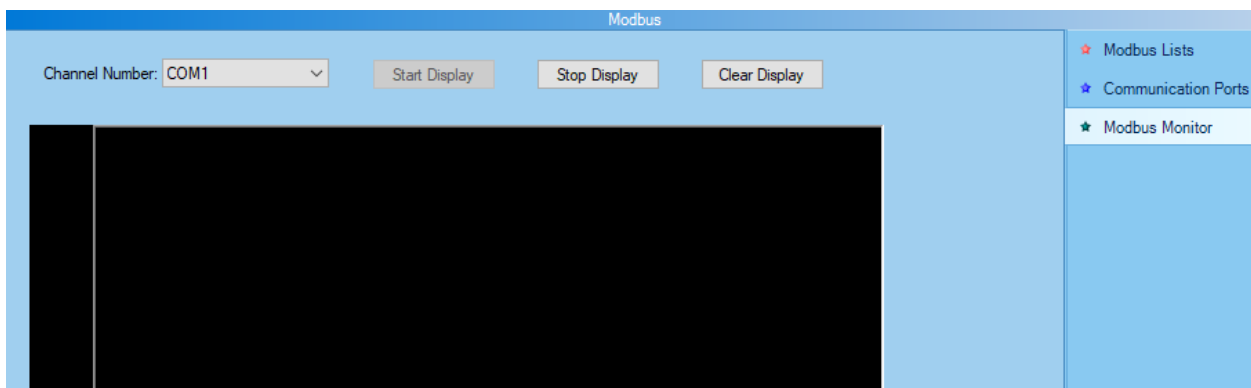 Modbus
Channel Number: COM1
Start Display
Stop Display
Clear Display
Modbus Lists
Communication Ports
Modbus Monitor